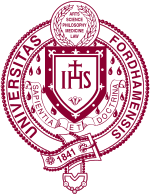 ARTS
SCIENCE
PHILOSOPHY
MEDICINE
LAW
UNIVERSITAS
FORDHAMENSIS
IHS
SAPIENTIA ET DOCTRINA
1841